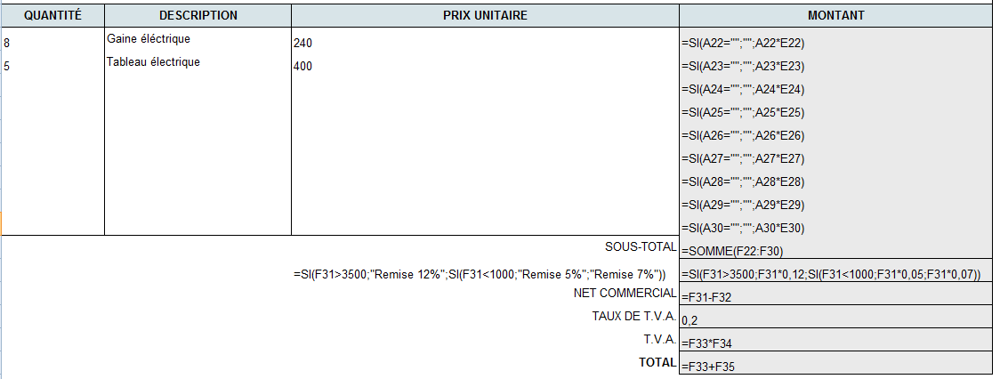 QUANTITÉ DESCRIPTION PRIX UNITAIRE MONTANT
8 Gaine éléctrique 240 =SI(A22="";"";A22*E22)
5 Tableau électrique 400 =SI(A23="";"";A23*E23)
=SI(A24="";"";A24*E24)
=SI(A25="";"";A25*E25)
=SI(A26="";"";A26*E26)
=SI(A27="";"";A27*E27)
=SI(A28="";"";A28*E28)
=SI(A29="";"";A29*E29)
=SI(A30="";"";A30*E30)
SOUS-TOTAL =SOMME(F22:F30)
=SI(F31>3500;"Remise 12%";SI(F31<1000;"Remise 5%";"Remise 7%")) =SI(F31>3500;F31*0,12;SI(F31<1000;F31*0,05;F31*0,07))
NET COMMERCIAL =F31-F32
TAUX DE T.V.A. 0,2
T.V.A. =F33*F34
TOTAL =F33+F35